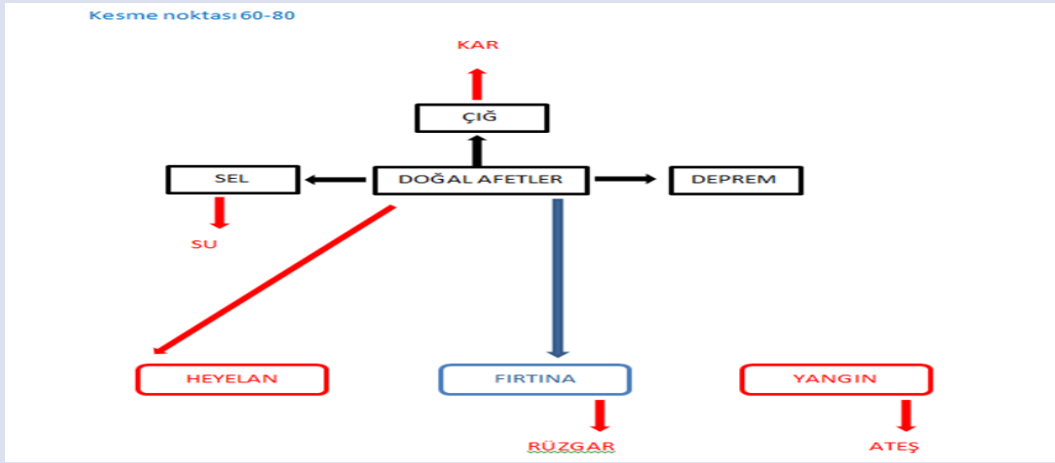 Kesme noktası 60-80
KAR
ÇIĞ
SEL
DOĞAL AFETLER
DEPREM
SU
HEYELAN
FIRTINA
YANGIN
RÜZGAR
ATEŞ